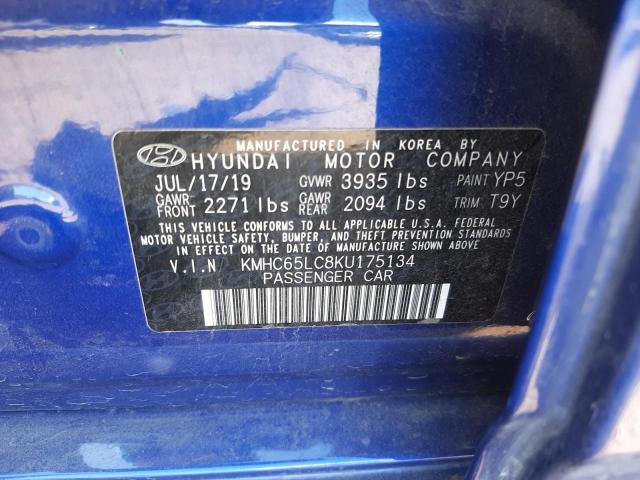 MANUFACTURED IN KOREA BY
HYUNDAI MOTOR COMPANY
JUL/17/19 GVWR 3935 lbs PAINT YP5
GAWR FRONT 2271 lbs GAWR REAR 2094 lbs TRIM T9Y
THIS VEHICLE CONFORMS TO ALL APPLICABLE U.S.A. FEDERAL
MOTOR VEHICLE SAFETY, BUMPER, AND THEFT PREVENTION STANDARDS
IN EFFECT ON THE DATE OF MANUFACTURE SHOWN ABOVE.
V.I.N KMHC65LC8KU175134
PASSENGER CAR